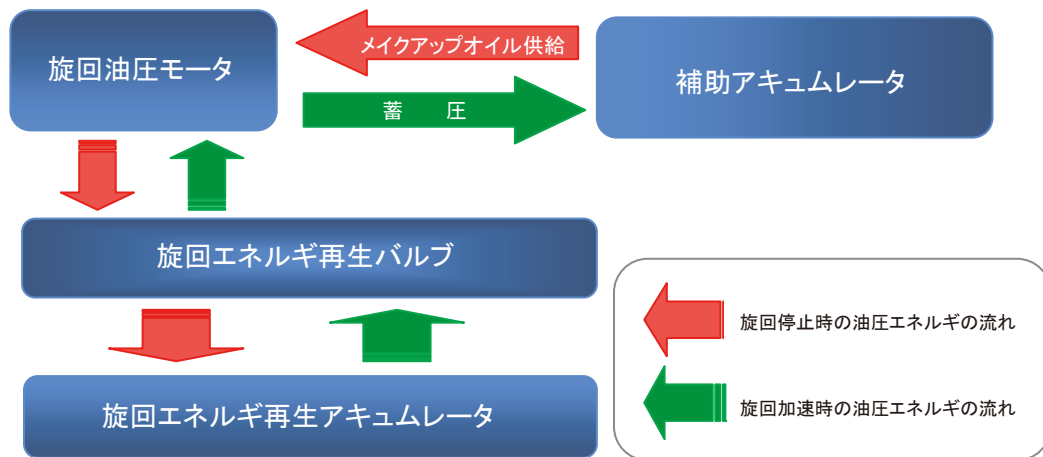 旋回油圧モータ
メイクアップオイル供給
蓄　圧
補助アキュムレータ
旋回エネルギ再生バルブ
旋回エネルギ再生アキュムレータ
旋回停止時の油圧エネルギの流れ
旋回加速時の油圧エネルギの流れ